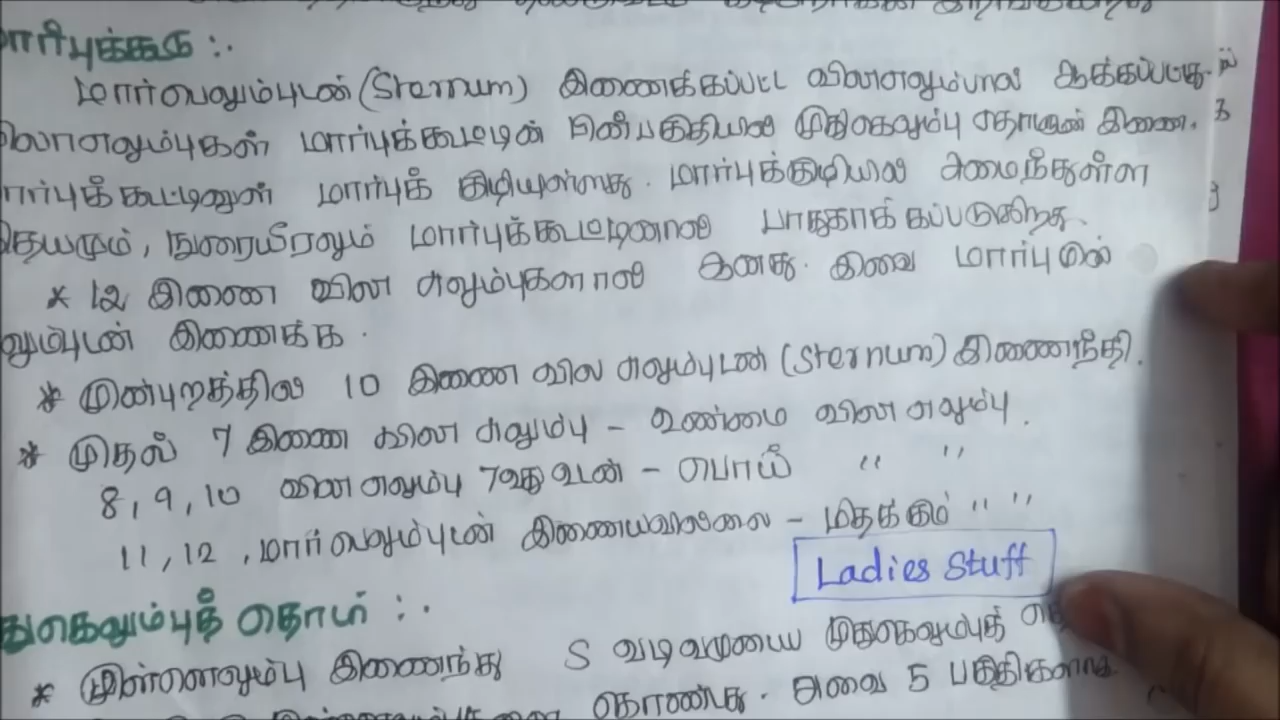 மார்புக்கூடு :.
மார்பெலும்புடன் (Sternum) இணைக்கப்பட்ட விலாஎலும்பால் ஆக்கப்பட்டது.
விலாஎலும்புகள் மார்புக்கூட்டின் பின்பகுதியில் முதுகெலும்பு தொடருடன் இணை.
மார்புக்கூட்டினுள் மார்புக் குழியுள்ளது. மார்புக்குழியில் அமைந்துள்ள
இதயமும், நுரையீரலும் மார்புக்கூட்டினால் பாதுகாக்கப்படுகிறது.
* 12 இணை விலா எலும்புகளால் ஆனது. இவை மார்பு
லும்புடன் இணைக்க.
* முன்புறத்தில் 10 இணை விலா எலும்புடன் (Sternum) இணைந்தி.
* முதல் 7 இணை விலா எலும்பு - உண்மை விலா எலும்பு.
8, 9, 10 விலா எலும்பு 7வதுடன் - பொய் " "
11, 12, மார்பெலும்புடன் இணையவில்லை - மிதக்கும் " "
Ladies Stuff
துகெலும்புத் தொடர் :.
* முள்ளெலும்பு இணைந்து S வடிவமுடைய முதுகெலும்புத்
கொண்டது. அவை 5 பகுதிகளாக